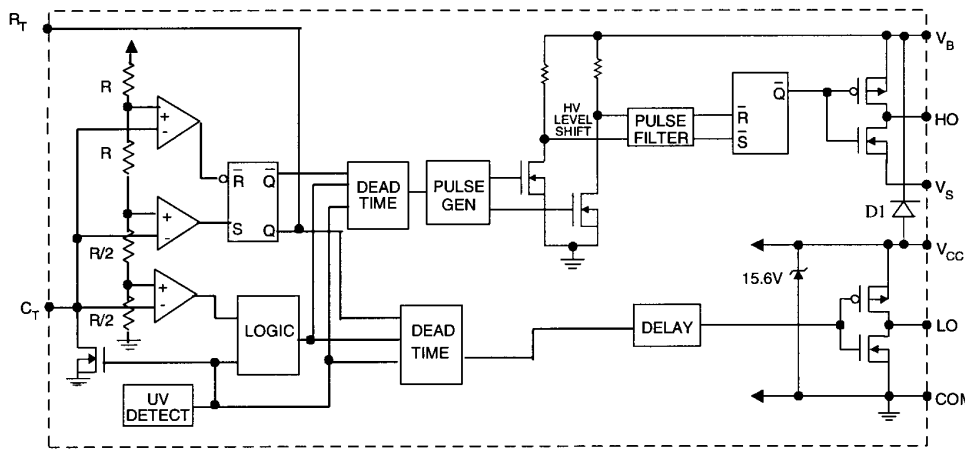 R_T
V_B
R
+
-
HV
LEVEL
SHIFT
PULSE
FILTER
R̅
S̅
Q̅
HO
R
R̅
Q̅
S
Q
DEAD
TIME
PULSE
GEN
V_S
D1
+
-
R/2
V_CC
15.6V
+
-
C_T
R/2
LOGIC
DEAD
TIME
DELAY
LO
UV
DETECT
COM